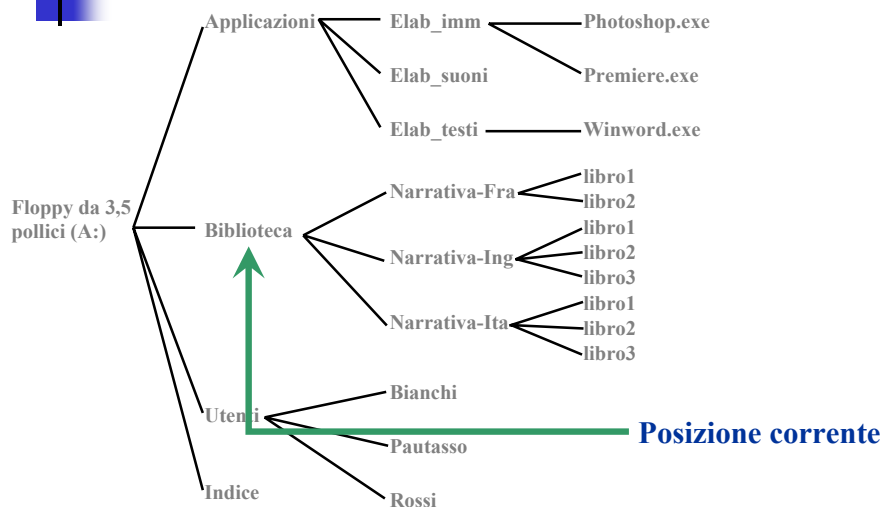 Applicazioni
Elab_imm
Photoshop.exe
Elab_suoni
Premiere.exe
Elab_testi
Winword.exe
Floppy da 3,5
pollici (A:)
Biblioteca
Narrativa-Fra
libro1
libro2
Narrativa-Ing
libro1
libro2
libro3
Narrativa-Ita
libro1
libro2
libro3
Utenti
Bianchi
Pautasso
Rossi
Indice
Posizione corrente